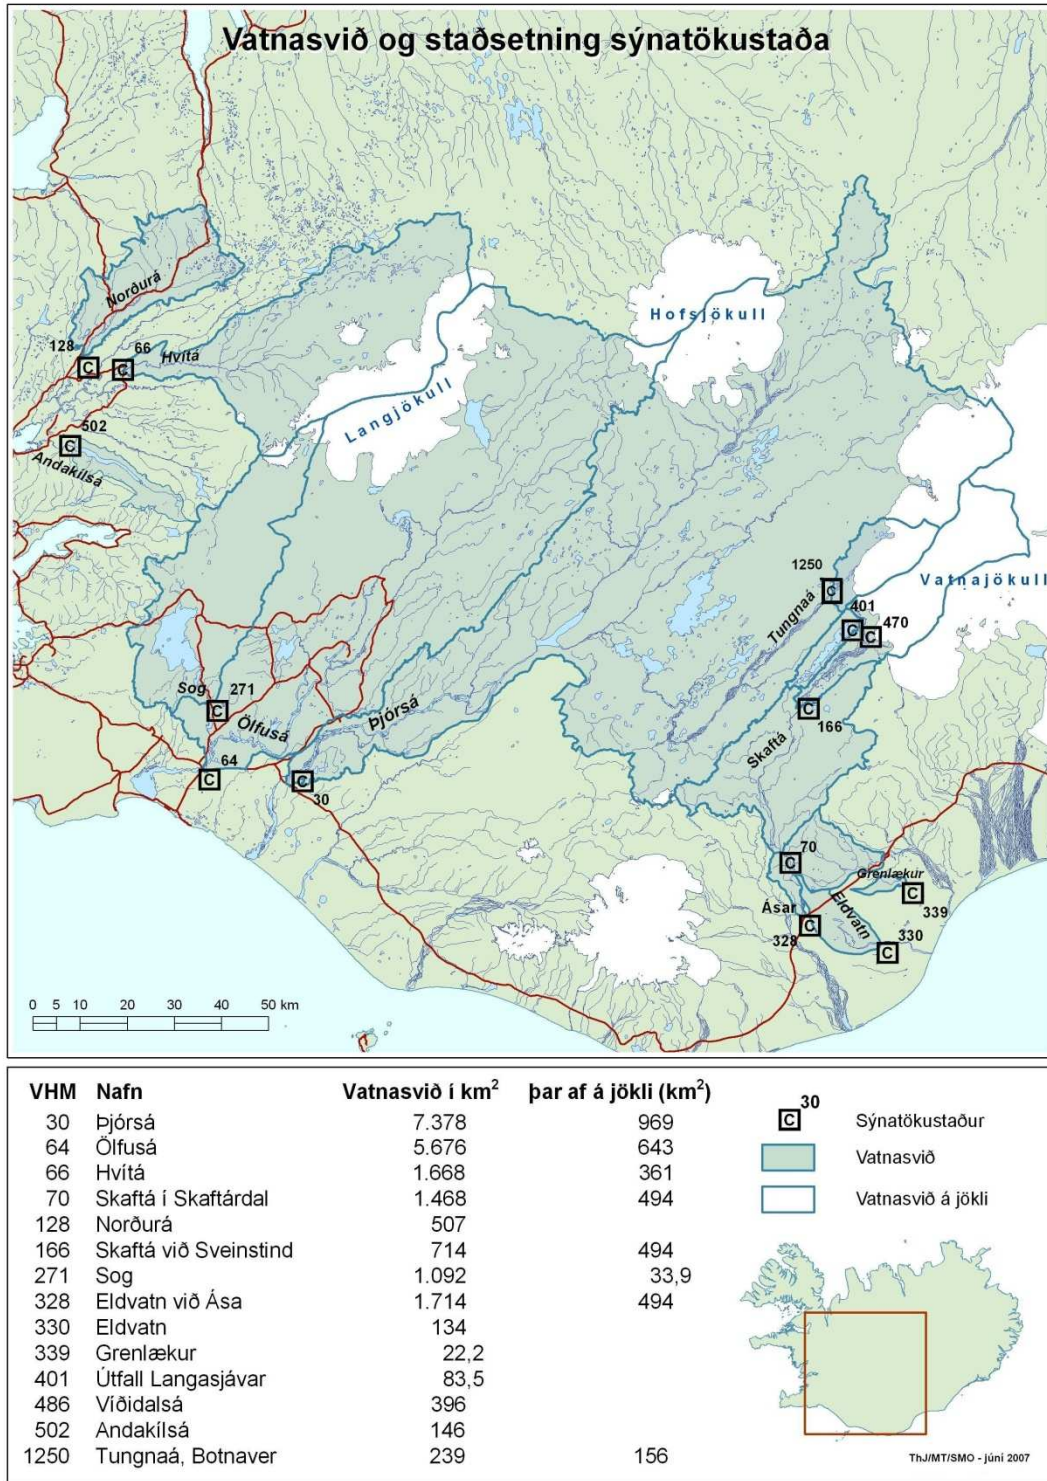 Vatnasvið og staðsetning sýnatökustaða
Norðurá
128
C
66
C
Hvítá
502
C
Andakílsá
Langjökull
Hofsjökull
Vatnajökull
1250
C
Tungnaá
401
C
470
C
166
C
Skaftá
Sog
271
C
Ölfusá
Þjórsá
64
C
30
C
70
C
Grenlækur
339
C
Eldvatn
Ásar
328
C
330
C
0 5 10 20 30 40 50 km
VHM Nafn Vatnasvið í km² þar af á jökli (km²)
30 Þjórsá 7.378 969
64 Ölfusá 5.676 643
66 Hvítá 1.668 361
70 Skaftá í Skaftárdal 1.468 494
128 Norðurá 507
166 Skaftá við Sveinstind 714 494
271 Sog 1.092 33,9
328 Eldvatn við Ása 1.714 494
330 Eldvatn 134
339 Grenlækur 22,2
401 Útfall Langasjávar 83,5
486 Víðidalsá 396
502 Andakílsá 146
1250 Tungnaá, Botnaver 239 156
C 30 Sýnatökustaður
Vatnasvið
Vatnasvið á jökli
ThJ/MT/SMO - júní 2007